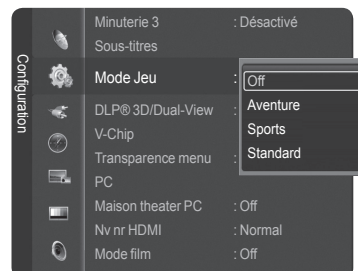 Configuration
Minuterie 3 : Désactivé
Sous-titres
Mode Jeu :
Off
Aventure
Sports
Standard
DLP® 3D/Dual-View
V-Chip
Transparence menu :
PC
Maison theater PC : Off
Nv nr HDMI : Normal
Mode film : Off